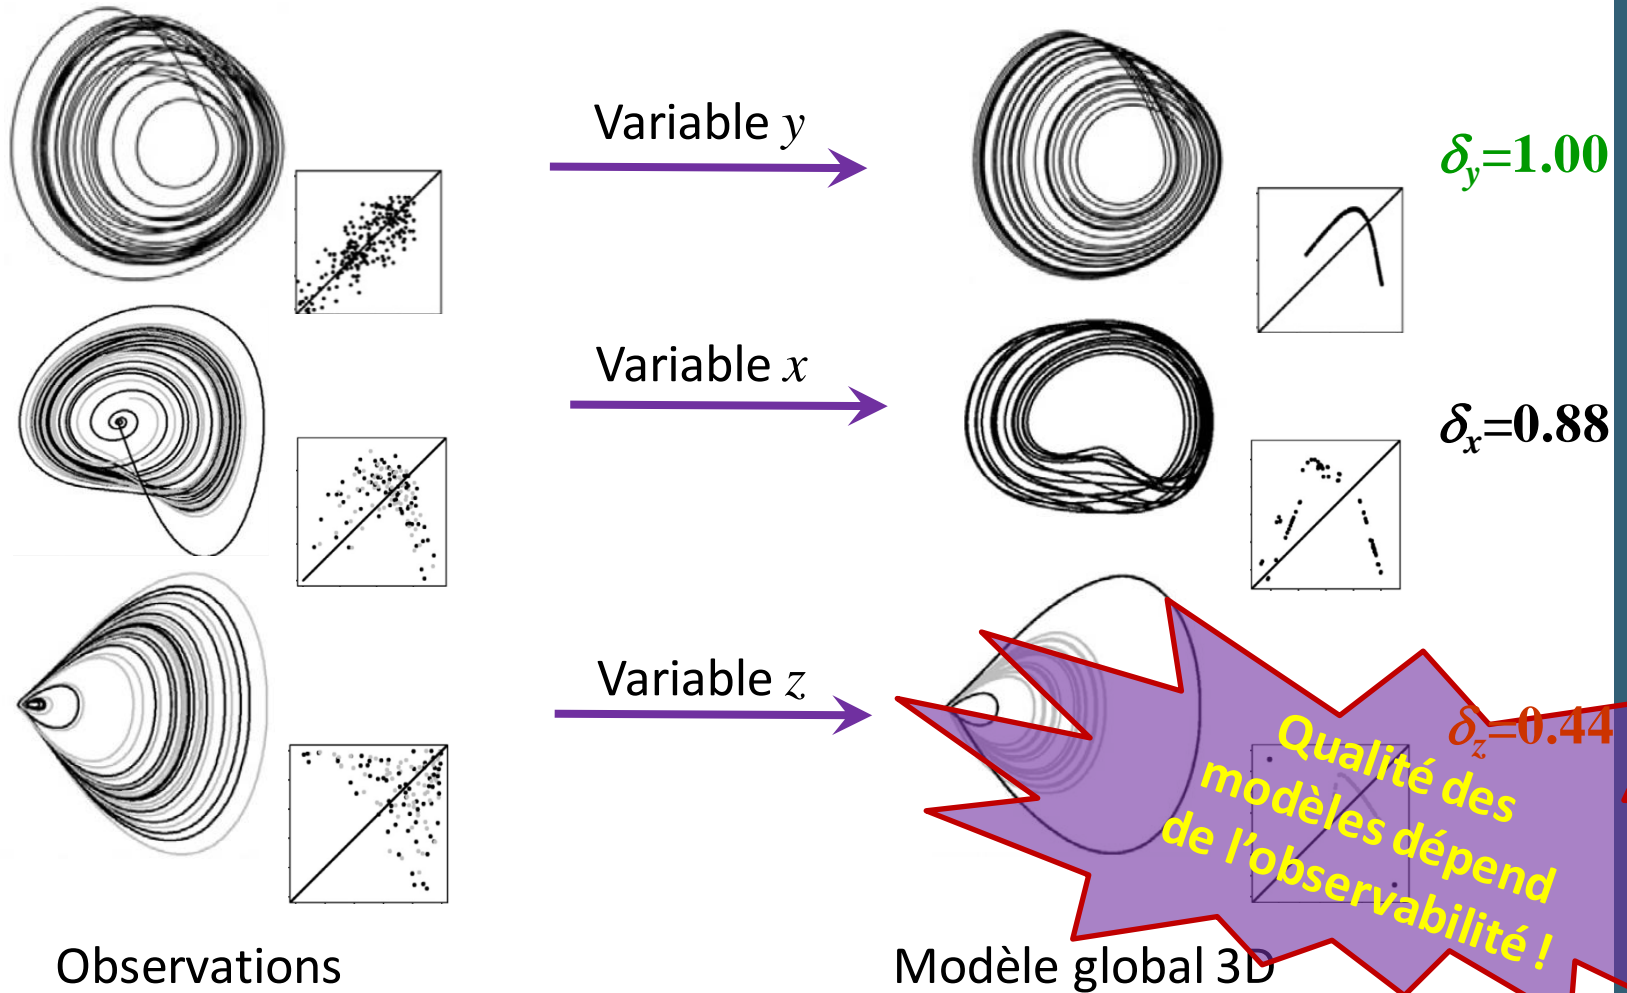 Variable y
δy=1.00
Variable x
δx=0.88
Variable z
δz=0.44
Qualité des
modèles dépend
de l'observabilité !
Observations
Modèle global 3D